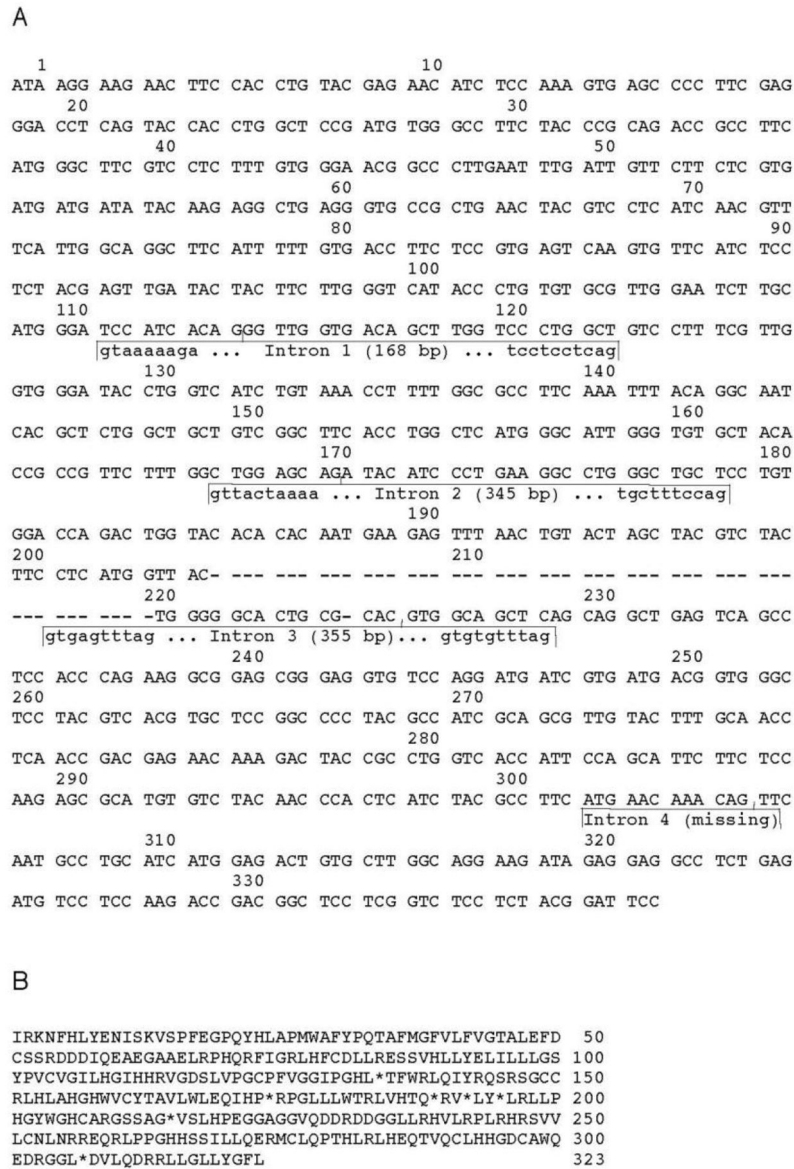 A
1 10
ATA AGG AAG AAC TTC CAC CTG TAC GAG AAC ATC TCC AAA GTG AGC CCC TTC GAG
20 30
GGA CCT CAG TAC CAC CTG GCT CCG ATG TGG GCC TTC TAC CCG CAG ACC GCC TTC
40 50
ATG GGC TTC GTC CTC TTT GTG GGA ACG GCC CTTGAAT TTG ATT GTT CTT CTC GTG
60 70
ATG ATG ATA TAC AAG AGG CTG AGG GTG CCG CTG AAC TAC GTC CTC ATC AAC GTT
80 90
TCA TTG GCA GGC TTC ATT TTT GTG ACC TTC TCC GTG AGT CAA GTG TTC ATC TCC
100
TCT ACG AGT TGA TAC TAC TTC TTG GGT CAT ACC CTG TGT GCG TTG GAA TCT TGC
110 120
ATG GGA TCC ATC ACA GGG TTG GTG ACA GCT TGG TCC CTG GCT GTC CTT TCG TTG
gtaaaaaga ... Intron 1 (168 bp) ... tcctcctcag
130 140
GTG GGA TAC CTG GTC ATC TGT AAA CCT TTT GGC GCC TTC AAA TTT ACA GGC AAT
150 160
CAC GCT CTG GCT GCT GTC GGC TTC ACC TGG CTC ATG GGC ATT GGG TGT GCT ACA
170 180
CCG CCG TTC TTT GGC TGG AGC AGA TAC ATC CCT GAA GGC CTG GGC TGC TCC TGT
gttactaaaa ... Intron 2 (345 bp) ... tgctttccag
190
GGA CCA GAC TGG TAC ACA CAC AAT GAA GAG TTT AAC TGT ACT AGC TAC GTC TAC
200 210
TTC CTC ATG GTT AC- --- --- --- --- --- --- --- --- --- --- --- --- ---
220 230
--- --- --- -TG GGG GCA CTG CG- CAC GTG GCA GCT CAG CAG GCT GAG TCA GCC
gtgagtttag ... Intron 3 (355 bp)... gtgtgtttag
240 250
TCC ACC CAG AAG GCG GAG CGG GAG GTG TCC AGG ATG ATC GTG ATG ACG GTG GGC
260 270
TCC TAC GTC ACG TGC TCC GGC CCC TAC GCC ATC GCA GCG TTG TAC TTT GCA ACC
280
TCA ACC GAC GAG AAC AAA GAC TAC CGC CTG GTC ACC ATT CCA GCA TTC TTC TCC
290 300
AAG AGC GCA TGT GTC TAC AAC CCA CTC ATC TAC GCC TTC ATG AAC AAA CAG TTC
Intron 4 (missing)
310 320
AAT GCC TGC ATC ATG GAG ACT GTG CTT GGC AGG AAG ATA GAG GAG GCC TCT GAG
330
ATG TCC TCC AAG ACC GAC GGC TCC TCG GTC TCC TCT ACG GAT TCC
B
IRKNFHLYENISKVSPFEGPQYHLAPMWAFYPQTAFMGFVLFVGTALEFD 50
CSSRDDDIQEAEGAAELRPHQRFIGRLHFCDLLRESSVHLLYELILLLGS 100
YPVCVGILHGIHHRVGDSLVPGCPFVGGIPGHL*TFWRLQIYRQSRSGCC 150
RLHLAHGHWVCYTAVLWLEQIHP*RPGLLLWTRLVHTQ*RV*LY*LRLLP 200
HGYWGHCARGSSAG*VSLHPEGGAGGVQDDRDDGGLLRHVLRPLRHRSVV 250
LCNLNRREQRLPPGHHSSILLQERMCLQPTHLRLHEQTVQCLHHGDCAWQ 300
EDRGGL*DVLQDRRLLGLLYGFL 323